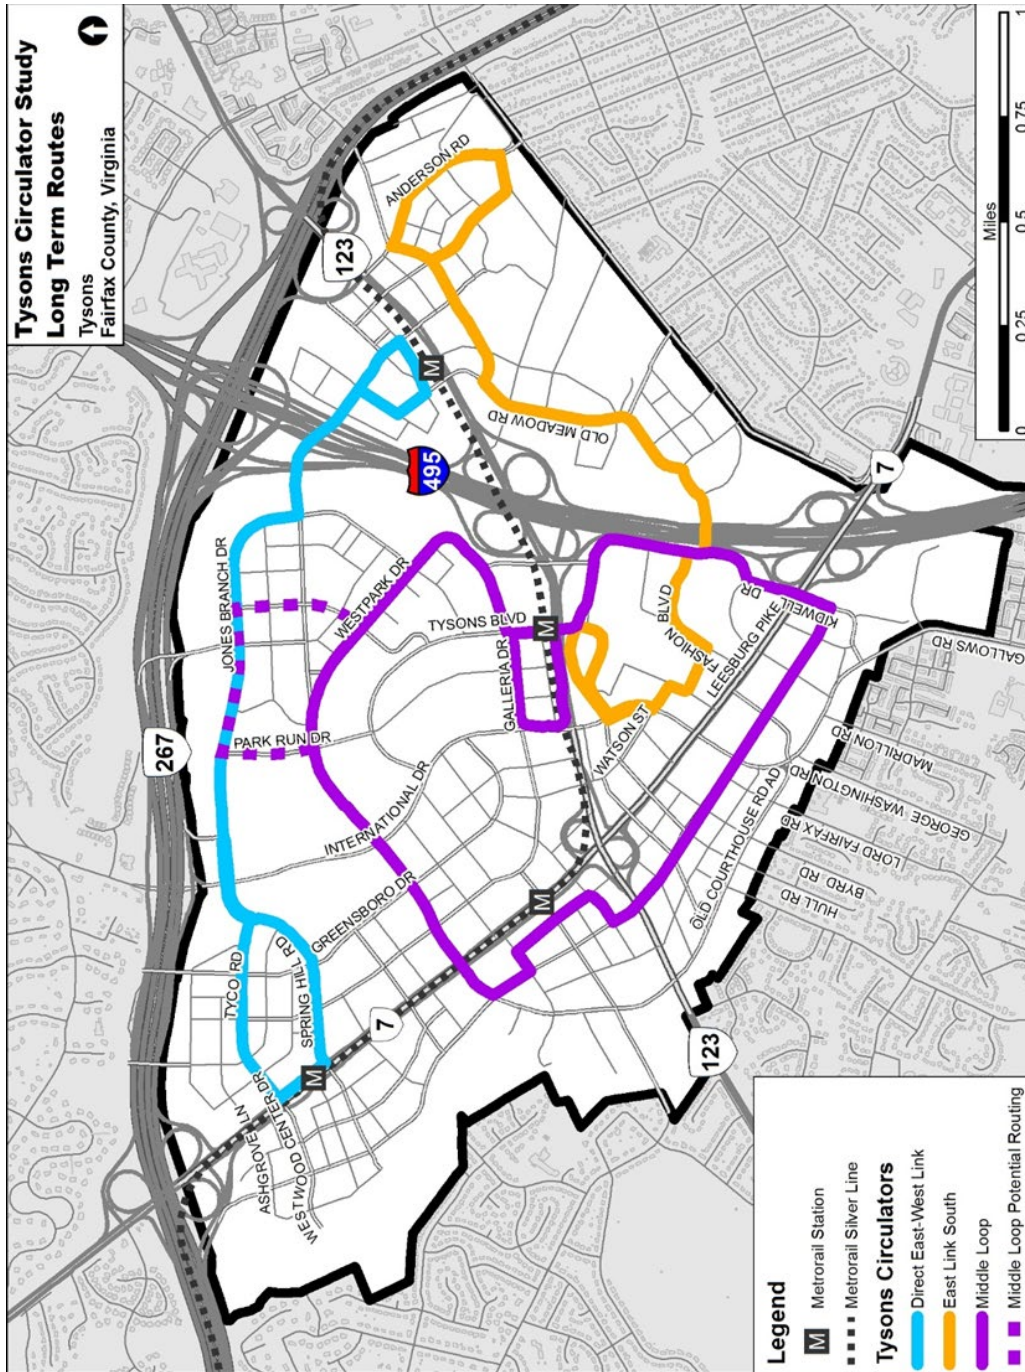 Tysons Circulator Study
Long Term Routes
Tysons
Fairfax County, Virginia
267
123
495
7
7
123
ANDERSON RD
OLD MEADOW RD
JONES BRANCH DR
WESTPARK DR
TYSONS BLVD
GALLERIA DR
PARK RUN DR
INTERNATIONAL DR
GREENSBORO DR
SPRING HILL RD
TYCO RD
ASHGROVE LN
WESTWOOD CENTER DR
FASHION
BLVD
WATSON ST
LEESBURG PIKE
KIDWELL
DR
GALLOWS RD
MADRILLON RD
GEORGE WASHINGTON RD
LORD FAIRFAX RD
BYRD RD
HULL RD
OLD COURTHOUSE RD AD
M
M
M
M
Legend
M Metrorail Station
Metrorail Silver Line
Tysons Circulators
Direct East-West Link
East Link South
Middle Loop
Middle Loop Potential Routing
Miles
0 0.25 0.5 0.75 1